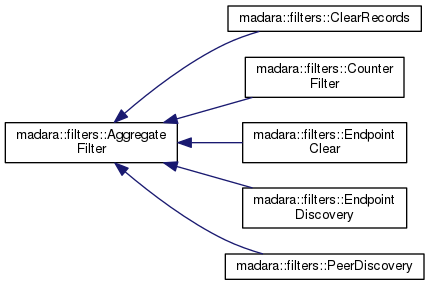 madara::filters::ClearRecords
madara::filters::Counter
Filter
madara::filters::Aggregate
Filter
madara::filters::Endpoint
Clear
madara::filters::Endpoint
Discovery
madara::filters::PeerDiscovery